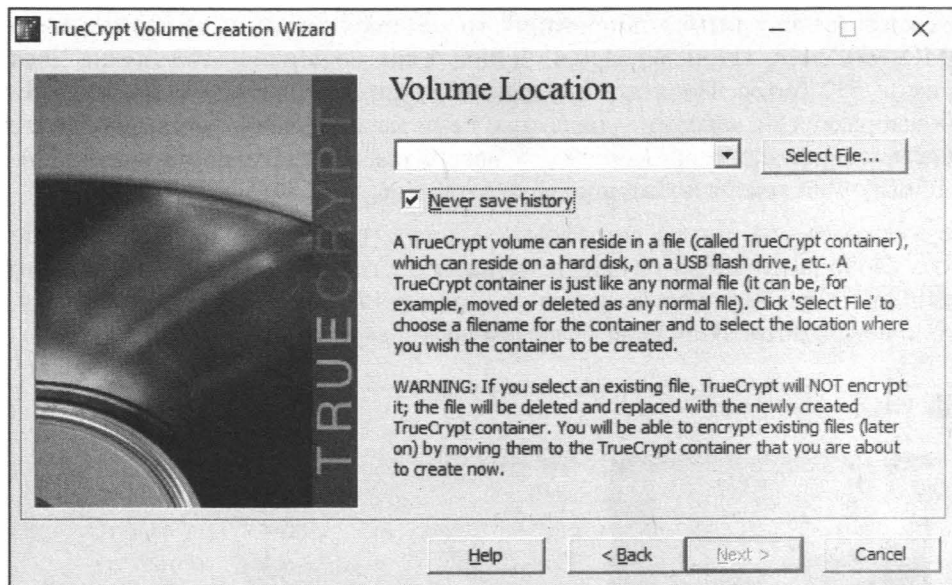 TrueCrypt Volume Creation Wizard
TRUECRYPT
Volume Location
Select File...
Never save history
A TrueCrypt volume can reside in a file (called TrueCrypt container),
which can reside on a hard disk, on a USB flash drive, etc. A
TrueCrypt container is just like any normal file (it can be, for
example, moved or deleted as any normal file). Click 'Select File' to
choose a filename for the container and to select the location where
you wish the container to be created.
WARNING: If you select an existing file, TrueCrypt will NOT encrypt
it; the file will be deleted and replaced with the newly created
TrueCrypt container. You will be able to encrypt existing files (later
on) by moving them to the TrueCrypt container that you are about
to create now.
Help
< Back
Next >
Cancel